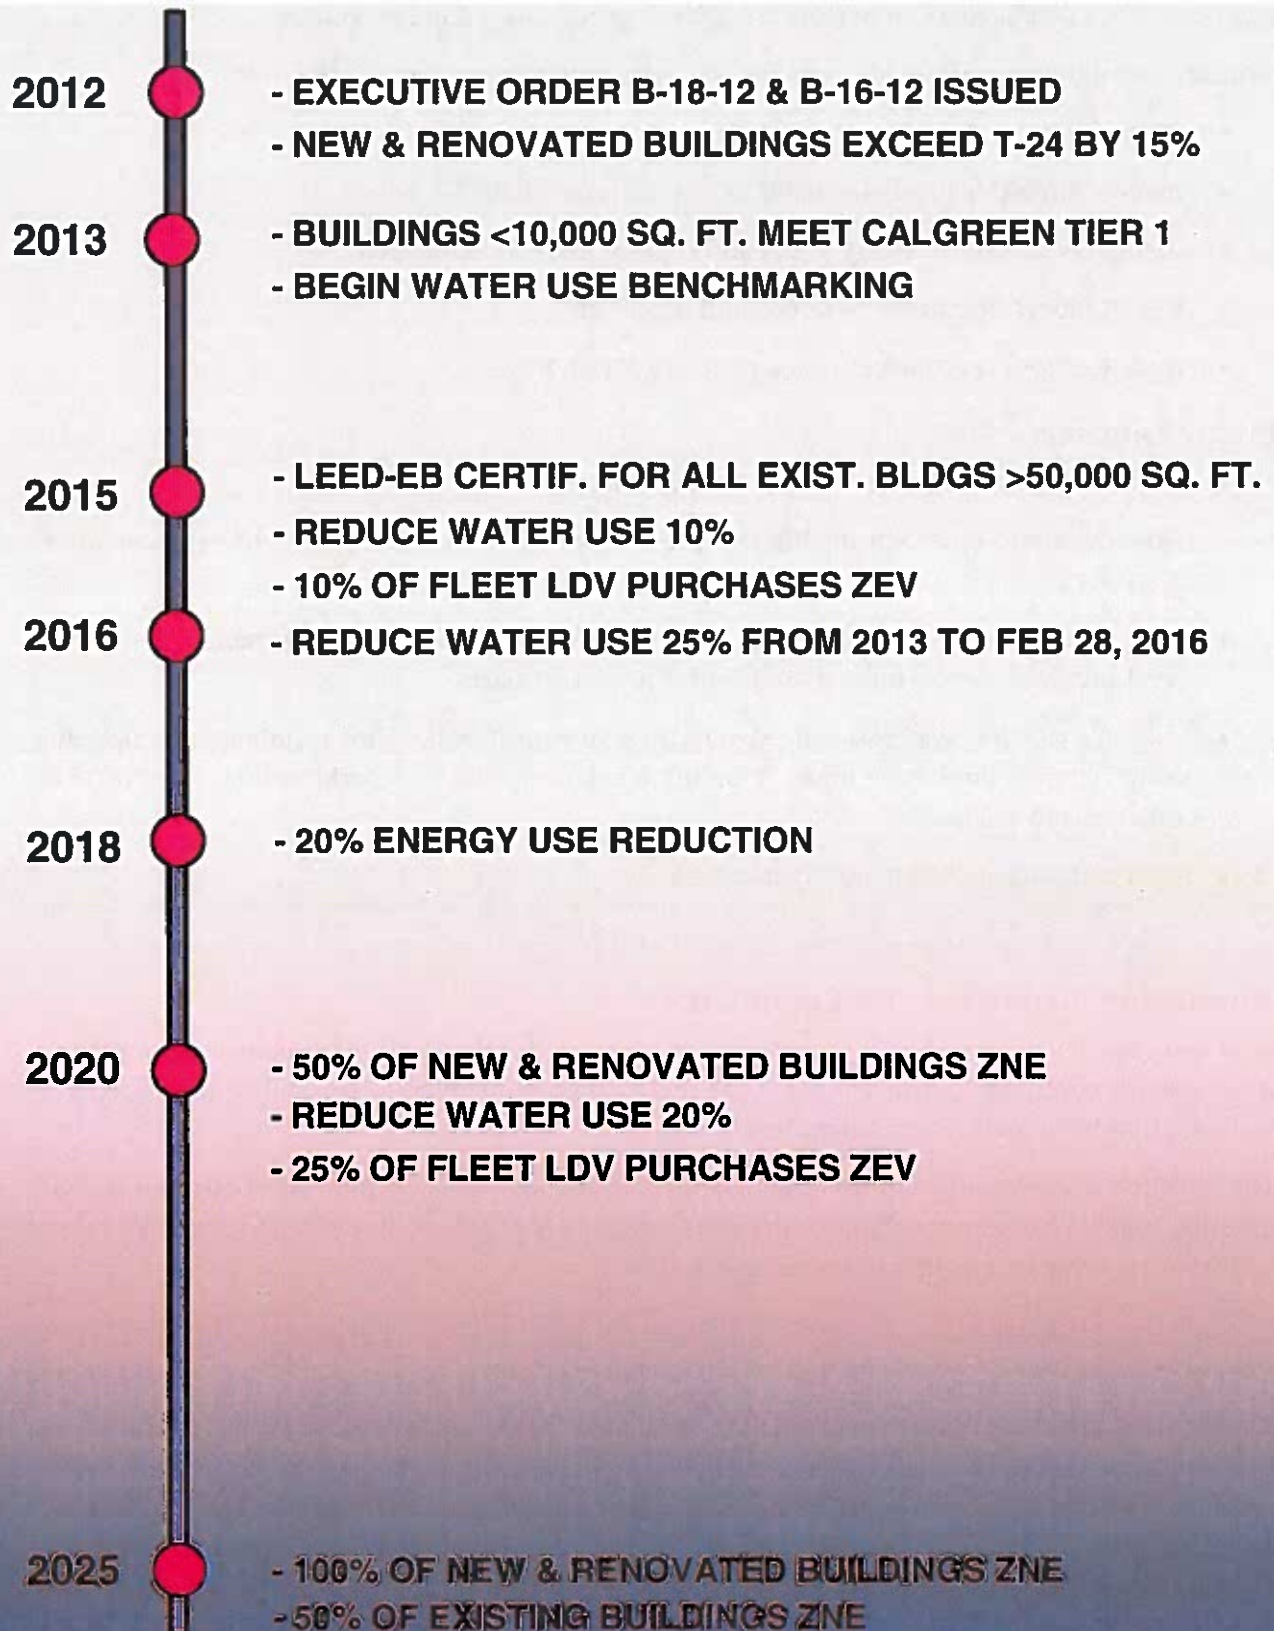 2012
- EXECUTIVE ORDER B-18-12 & B-16-12 ISSUED
- NEW & RENOVATED BUILDINGS EXCEED T-24 BY 15%
2013
- BUILDINGS <10,000 SQ. FT. MEET CALGREEN TIER 1
- BEGIN WATER USE BENCHMARKING
2015
- LEED-EB CERTIF. FOR ALL EXIST. BLDGS >50,000 SQ. FT.
- REDUCE WATER USE 10%
- 10% OF FLEET LDV PURCHASES ZEV
2016
- REDUCE WATER USE 25% FROM 2013 TO FEB 28, 2016
2018
- 20% ENERGY USE REDUCTION
2020
- 50% OF NEW & RENOVATED BUILDINGS ZNE
- REDUCE WATER USE 20%
- 25% OF FLEET LDV PURCHASES ZEV
2025
- 100% OF NEW & RENOVATED BUILDINGS ZNE
- 50% OF EXISTING BUILDINGS ZNE